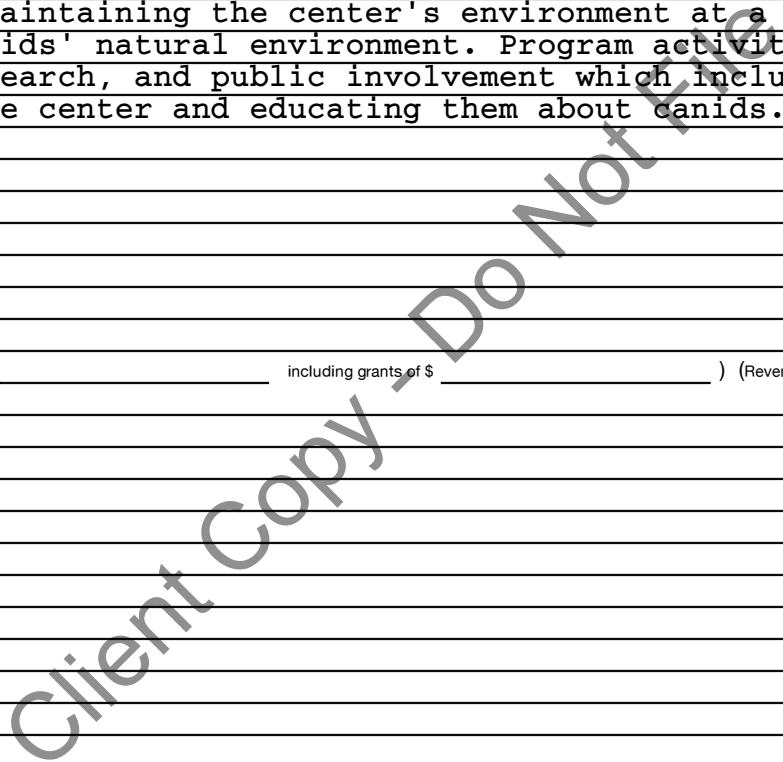 aintaining the center's environment at a
ids' natural environment. Program activit
earch, and public involvement which inclu
e center and educating them about canids.
including grants of $ ) (Rever
Client Copy - Do Not File